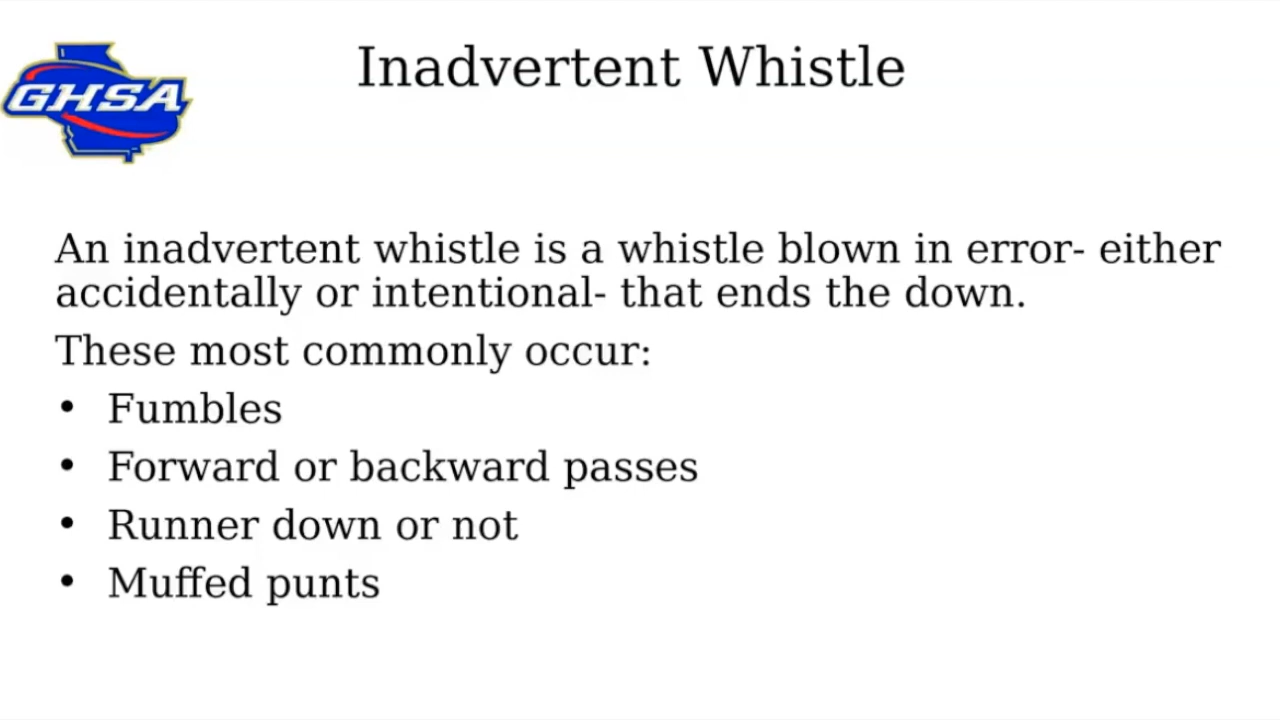 GHSA
Inadvertent Whistle
An inadvertent whistle is a whistle blown in error- either
accidentally or intentional- that ends the down.
These most commonly occur:
• Fumbles
• Forward or backward passes
• Runner down or not
• Muffed punts